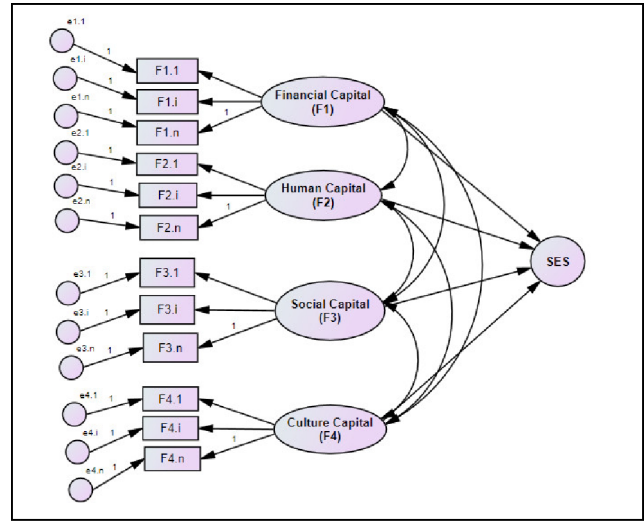 e1.1
1
F1.1
e1.i
1
F1.i
e1.n
1
F1.n
1
Financial Capital
(F1)
e2.1
1
F2.1
e2.i
1
F2.i
e2.n
1
F2.n
1
Human Capital
(F2)
SES
e3.1
1
F3.1
e3.i
1
F3.i
e3.n
1
F3.n
1
Social Capital
(F3)
e4.1
1
F4.1
e4.i
1
F4.i
e4.n
1
F4.n
1
Culture Capital
(F4)